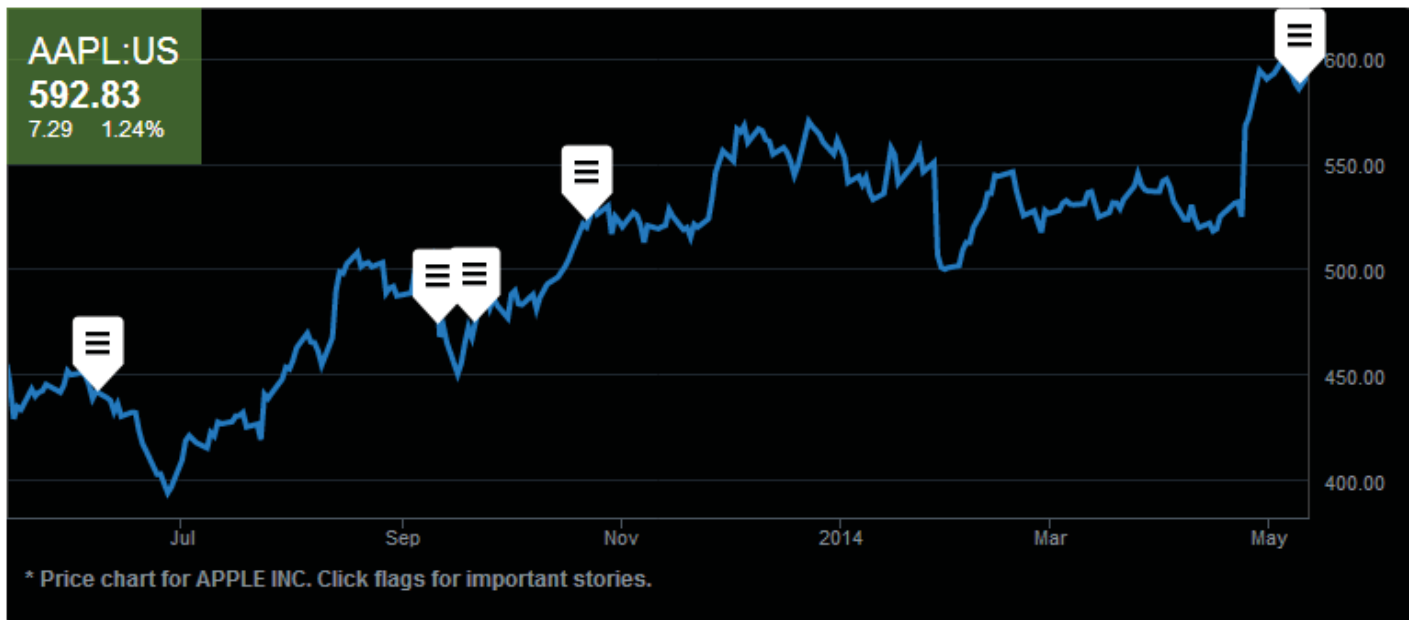 AAPL:US
592.83
7.29 1.24%
600.00
550.00
500.00
450.00
400.00
Jul Sep Nov 2014 Mar May
* Price chart for APPLE INC. Click flags for important stories.